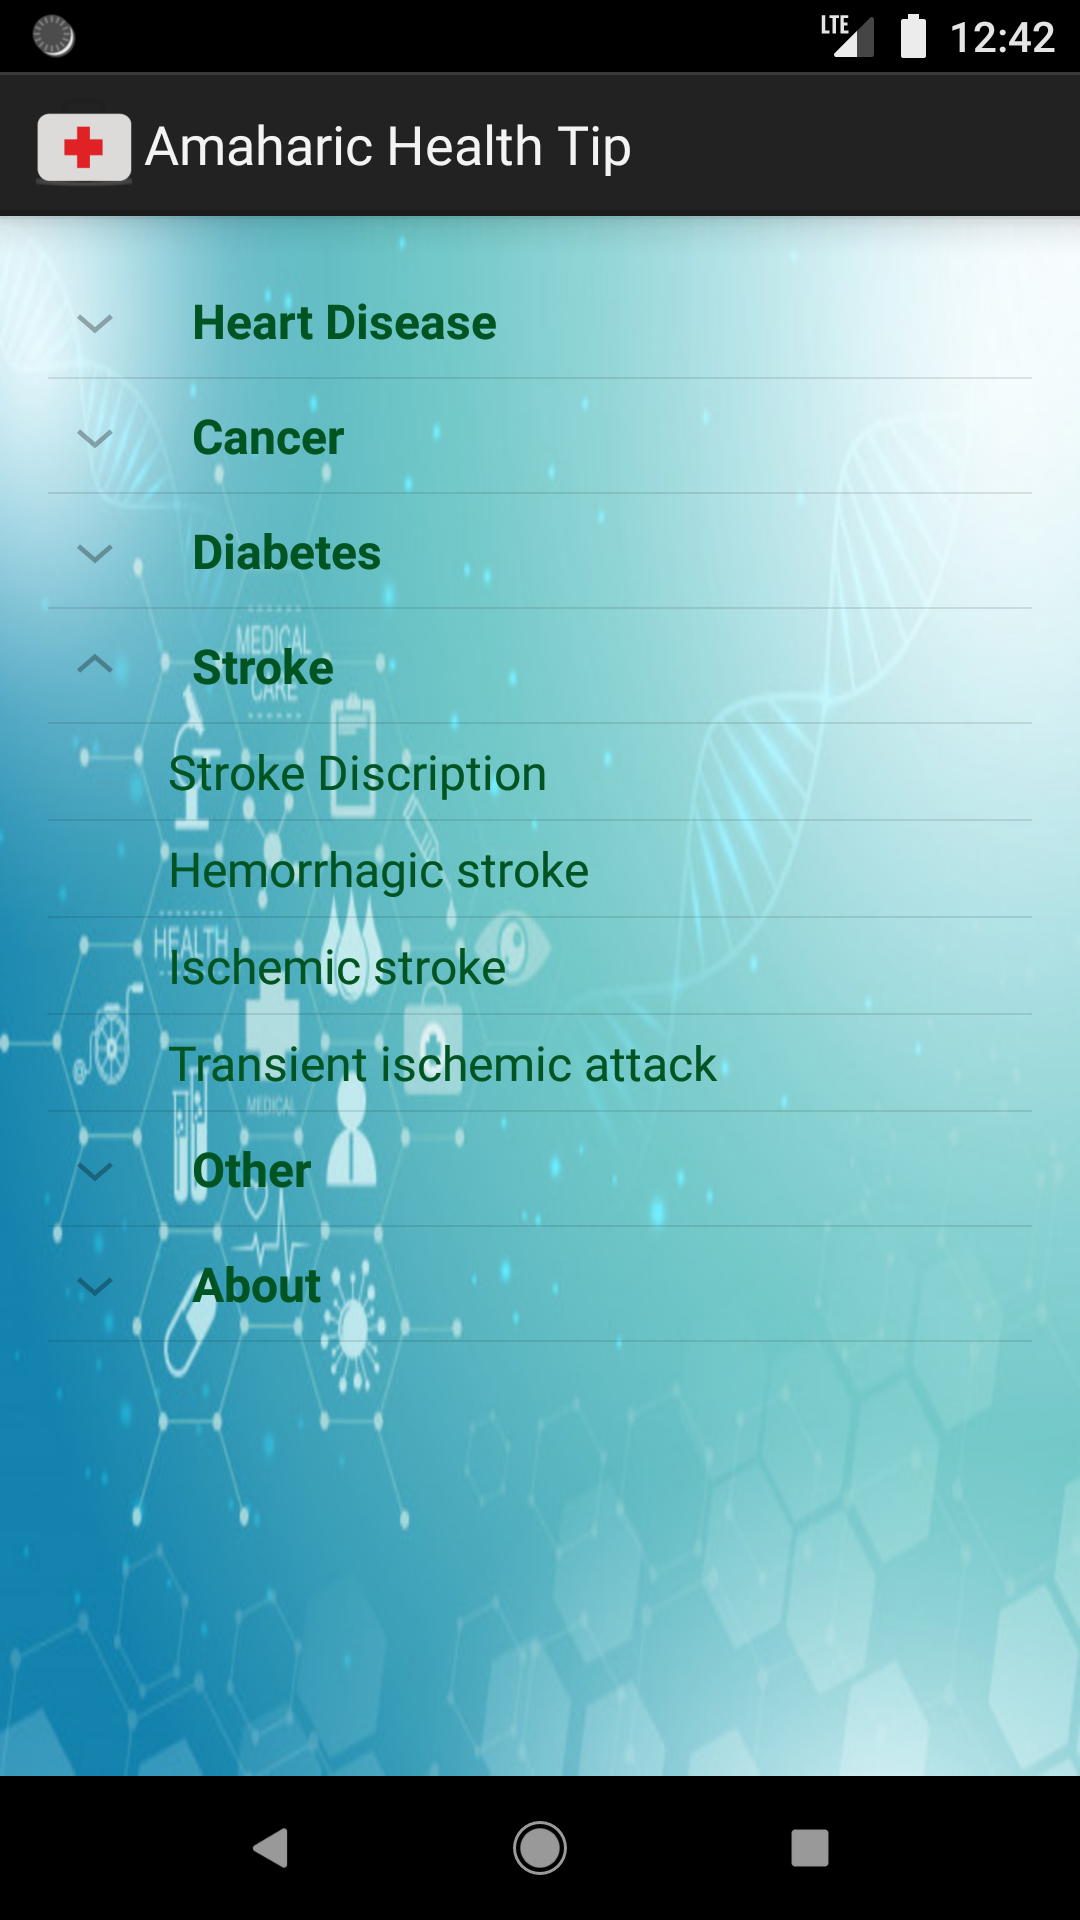 LTE 12:42
Amaharic Health Tip
Heart Disease
Cancer
Diabetes
MEDICAL
Stroke
CARE
Stroke Discription
Hemorrhagic stroke
HEALTH
Ischemic stroke
Transient ischemic attack
MEDICAL
Other
About